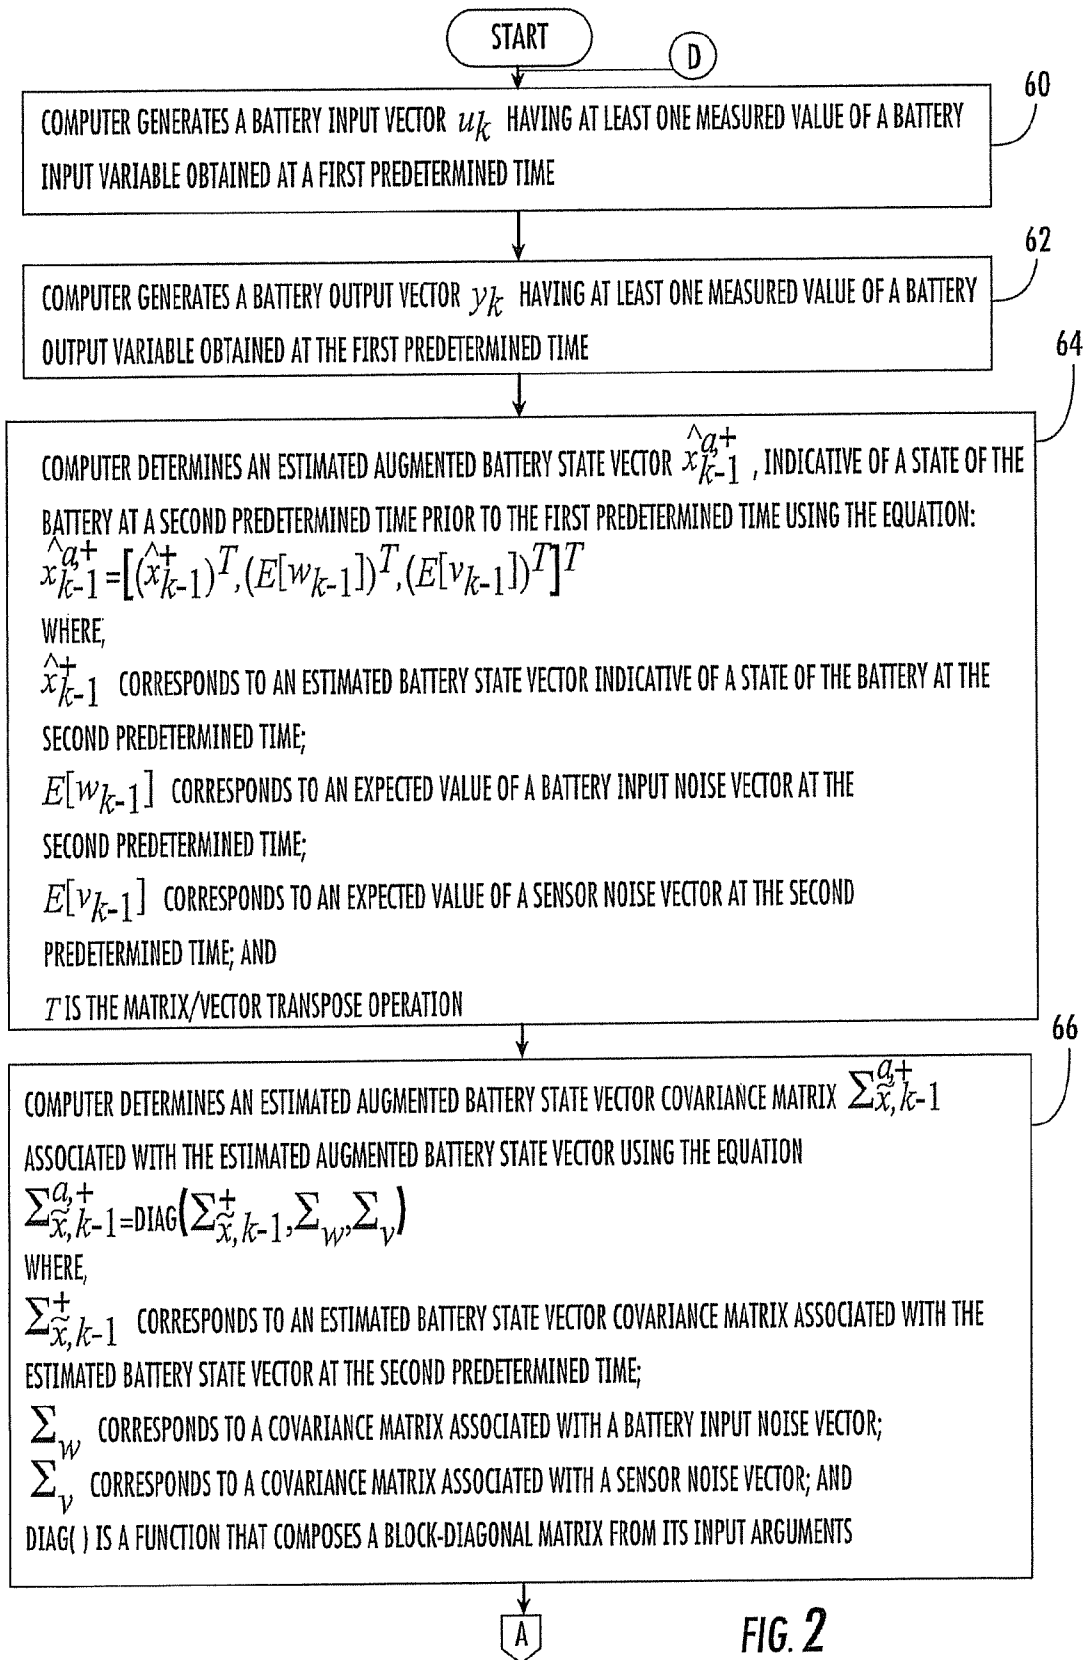 START
D
60
COMPUTER GENERATES A BATTERY INPUT VECTOR u_k HAVING AT LEAST ONE MEASURED VALUE OF A BATTERY
INPUT VARIABLE OBTAINED AT A FIRST PREDETERMINED TIME
62
COMPUTER GENERATES A BATTERY OUTPUT VECTOR y_k HAVING AT LEAST ONE MEASURED VALUE OF A BATTERY
OUTPUT VARIABLE OBTAINED AT THE FIRST PREDETERMINED TIME
64
COMPUTER DETERMINES AN ESTIMATED AUGMENTED BATTERY STATE VECTOR x̂_{k-1}^{a,+} , INDICATIVE OF A STATE OF THE
BATTERY AT A SECOND PREDETERMINED TIME PRIOR TO THE FIRST PREDETERMINED TIME USING THE EQUATION:
x̂_{k-1}^{a,+}=[(x̂_{k-1}^{+})^T,(E[w_{k-1}])^T,(E[v_{k-1}])^T]^T
WHERE,
x̂_{k-1}^{+} CORRESPONDS TO AN ESTIMATED BATTERY STATE VECTOR INDICATIVE OF A STATE OF THE BATTERY AT THE
SECOND PREDETERMINED TIME;
E[w_{k-1}] CORRESPONDS TO AN EXPECTED VALUE OF A BATTERY INPUT NOISE VECTOR AT THE
SECOND PREDETERMINED TIME;
E[v_{k-1}] CORRESPONDS TO AN EXPECTED VALUE OF A SENSOR NOISE VECTOR AT THE SECOND
PREDETERMINED TIME; AND
T IS THE MATRIX/VECTOR TRANSPOSE OPERATION
66
COMPUTER DETERMINES AN ESTIMATED AUGMENTED BATTERY STATE VECTOR COVARIANCE MATRIX Σ_{x̃,k-1}^{a,+}
ASSOCIATED WITH THE ESTIMATED AUGMENTED BATTERY STATE VECTOR USING THE EQUATION
Σ_{x̃,k-1}^{a,+}=DIAG(Σ_{x̃,k-1}^{+},Σ_w,Σ_v)
WHERE,
Σ_{x̃,k-1}^{+} CORRESPONDS TO AN ESTIMATED BATTERY STATE VECTOR COVARIANCE MATRIX ASSOCIATED WITH THE
ESTIMATED BATTERY STATE VECTOR AT THE SECOND PREDETERMINED TIME;
Σ_w CORRESPONDS TO A COVARIANCE MATRIX ASSOCIATED WITH A BATTERY INPUT NOISE VECTOR;
Σ_v CORRESPONDS TO A COVARIANCE MATRIX ASSOCIATED WITH A SENSOR NOISE VECTOR; AND
DIAG( ) IS A FUNCTION THAT COMPOSES A BLOCK-DIAGONAL MATRIX FROM ITS INPUT ARGUMENTS
A
FIG. 2